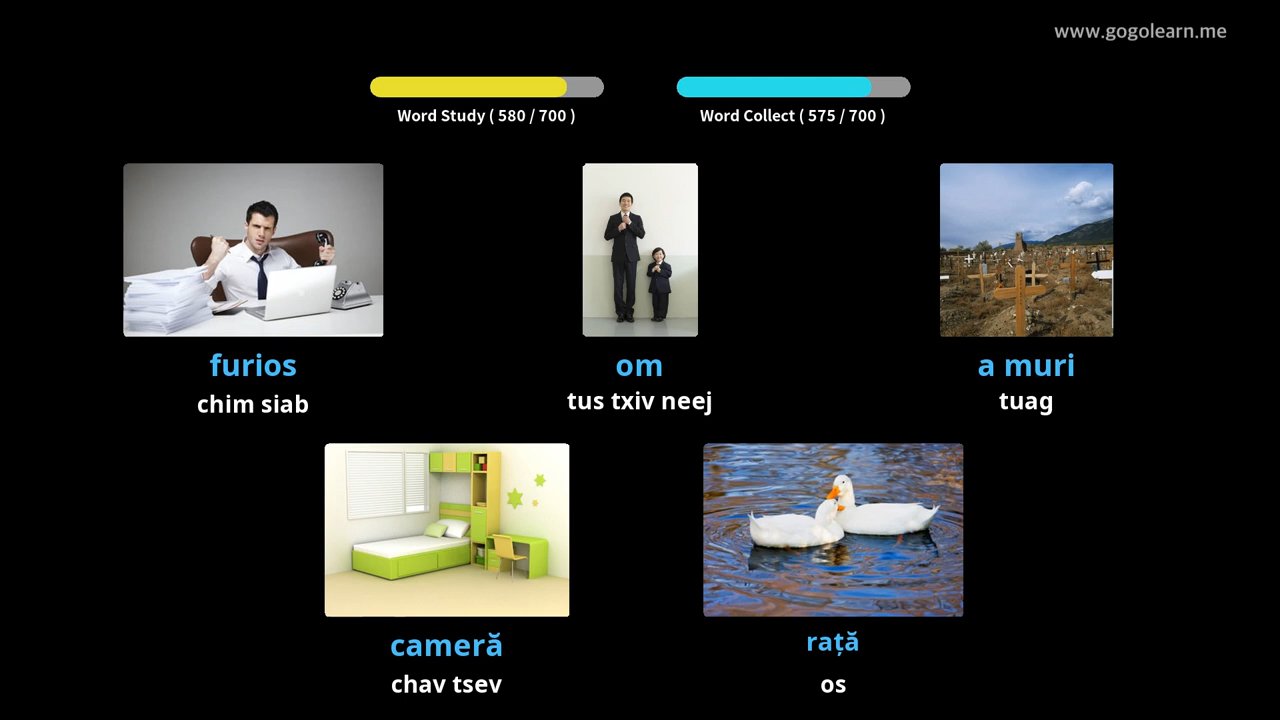 www.gogolearn.me
Word Study ( 580 / 700 )
Word Collect ( 575 / 700 )
furios
chim siab
om
tus txiv neej
a muri
tuag
cameră
chav tsev
rață
os